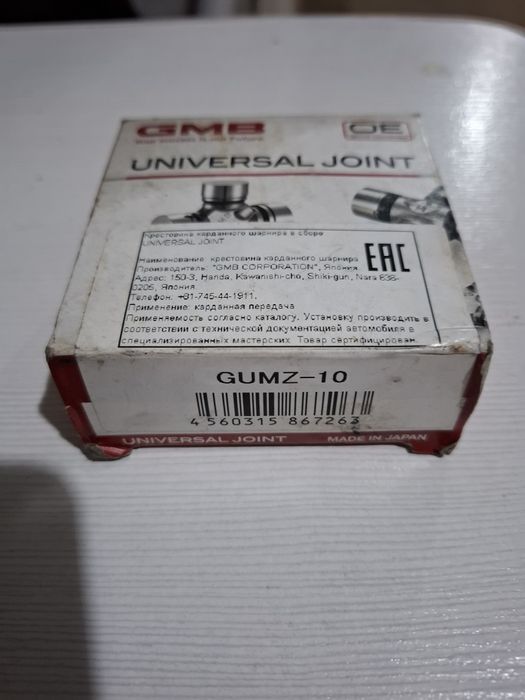 GMB
OE
UNIVERSAL JOINT
Крестовина карданного шарнира в сборе
UNIVERSAL JOINT
EAC
Наименование: крестовина карданного шарнира
Производитель: "GMB CORPORATION", Япония
Адрес: 150-3, Handa, Kawanishi-cho, Shiki-gun, Nara 636-
0206, Япония.
Телефон: +81-745-44-1911.
Применение: карданная передача
Применяемость согласно каталогу. Установку производить в
соответствии с технической документацией автомобиля в
специализированных мастерских. Товар сертифицирован.
GUMZ-10
4 560315 867263
UNIVERSAL JOINT MADE IN JAPAN